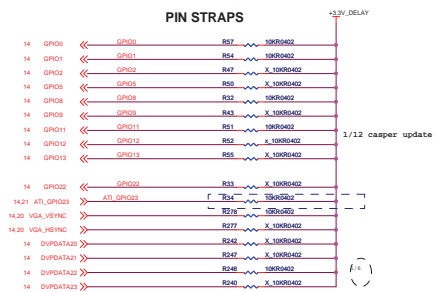 PIN STRAPS
+3.3V_DELAY
14 GPIO0 GPIO0 R57 10KR0402
14 GPIO1 GPIO1 R54 10KR0402
14 GPIO2 GPIO2 R47 X_10KR0402
14 GPIO5 GPIO5 R50 X_10KR0402
14 GPIO8 GPIO8 R32 10KR0402
14 GPIO9 GPIO9 R43 X_10KR0402
14 GPIO11 GPIO11 R51 10KR0402
14 GPIO12 GPIO12 R52 x_10KR0402
1/12 casper update
14 GPIO13 GPIO13 R55 X_10KR0402
14 GPIO22 GPIO22 R33 X_10KR0402
14,21 ATI_GPIO23 ATI_GPIO23 R34 10KR0402
14,20 VGA_VSYNC R278 10KR0402
14,20 VGA_HSYNC R277 X_10KR0402
14 DVPDATA20 R242 X_10KR0402
14 DVPDATA21 R247 X_10KR0402
14 DVPDATA22 R246 10KR0402
14 DVPDATA23 R240 X_10KR0402